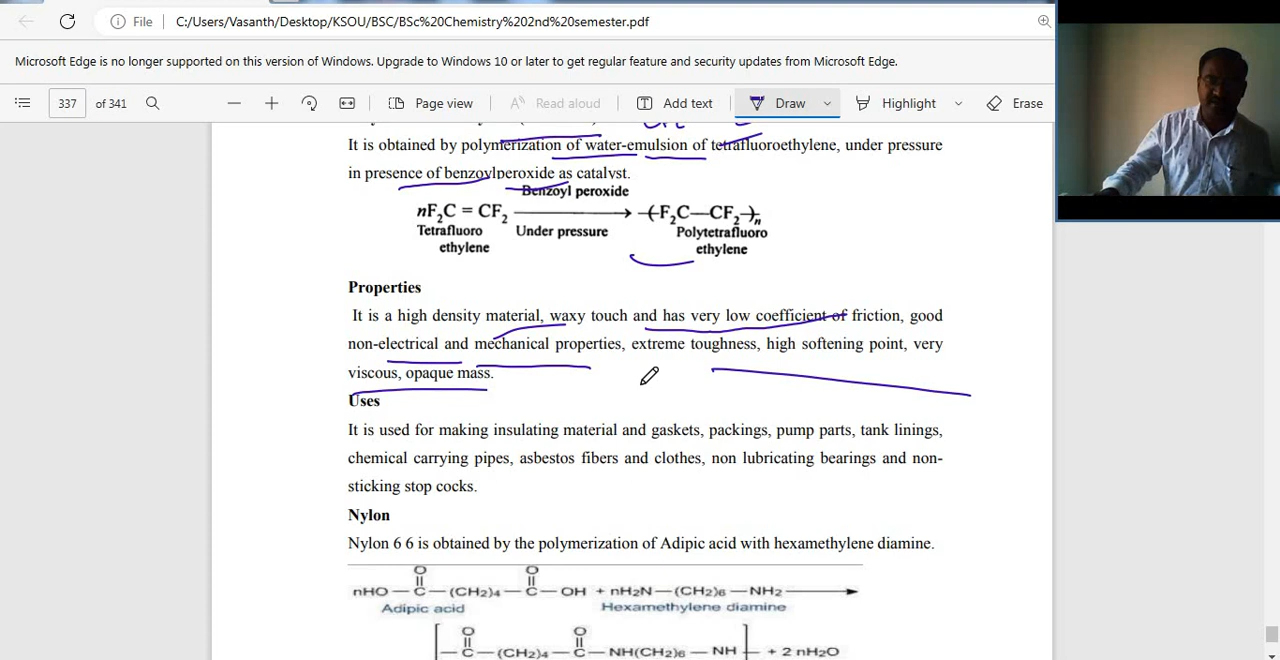 File C:/Users/Vasanth/Desktop/KSOU/BSC/BSc%20Chemistry%202nd%20semester.pdf
Microsoft Edge is no longer supported on this version of Windows. Upgrade to Windows 10 or later to get regular feature and security updates from Microsoft Edge.
337 of 341 Page view Read aloud Add text Draw Highlight Erase
It is obtained by polymerization of water-emulsion of tetrafluoroethylene, under pressure
in presence of benzoylperoxide as catalyst.
Benzoyl peroxide
nF2C = CF2 (F2C—CF2)n
Tetrafluoro Under pressure Polytetrafluoro
ethylene ethylene
Properties
It is a high density material, waxy touch and has very low coefficient of friction, good
non-electrical and mechanical properties, extreme toughness, high softening point, very
viscous, opaque mass.
Uses
It is used for making insulating material and gaskets, packings, pump parts, tank linings,
chemical carrying pipes, asbestos fibers and clothes, non lubricating bearings and non-
sticking stop cocks.
Nylon
Nylon 6 6 is obtained by the polymerization of Adipic acid with hexamethylene diamine.
O O
nHO — C — (CH2)4 — C — OH + nH2N — (CH2)6 — NH2
Adipic acid Hexamethylene diamine
O O
[— C — (CH2)4 — C — NH(CH2)6 — NH ]— + 2 nH2O